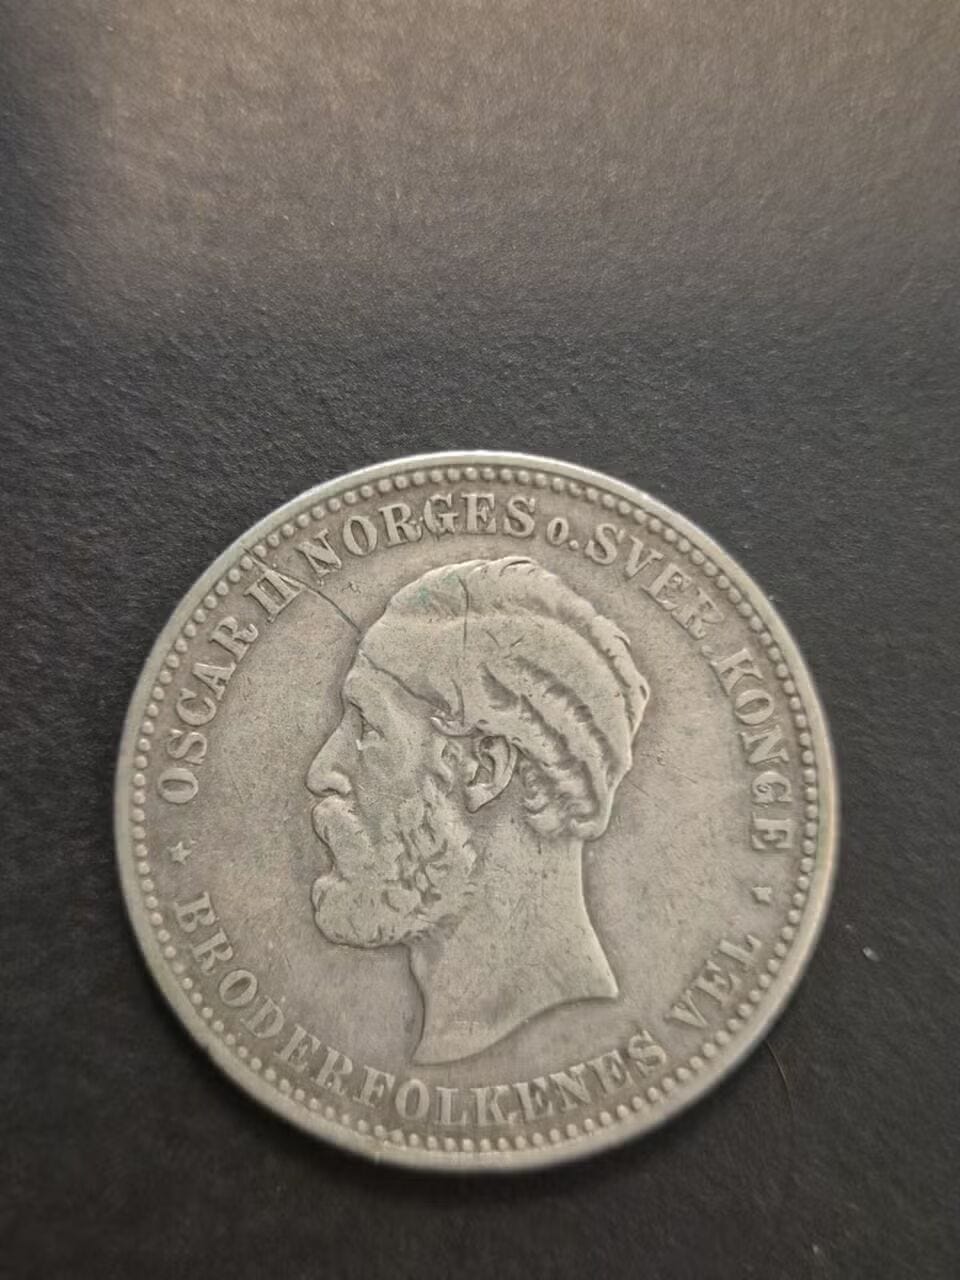 OSCAR II NORGES o. SVER. KONGE
BRODERFOLKENES VEL